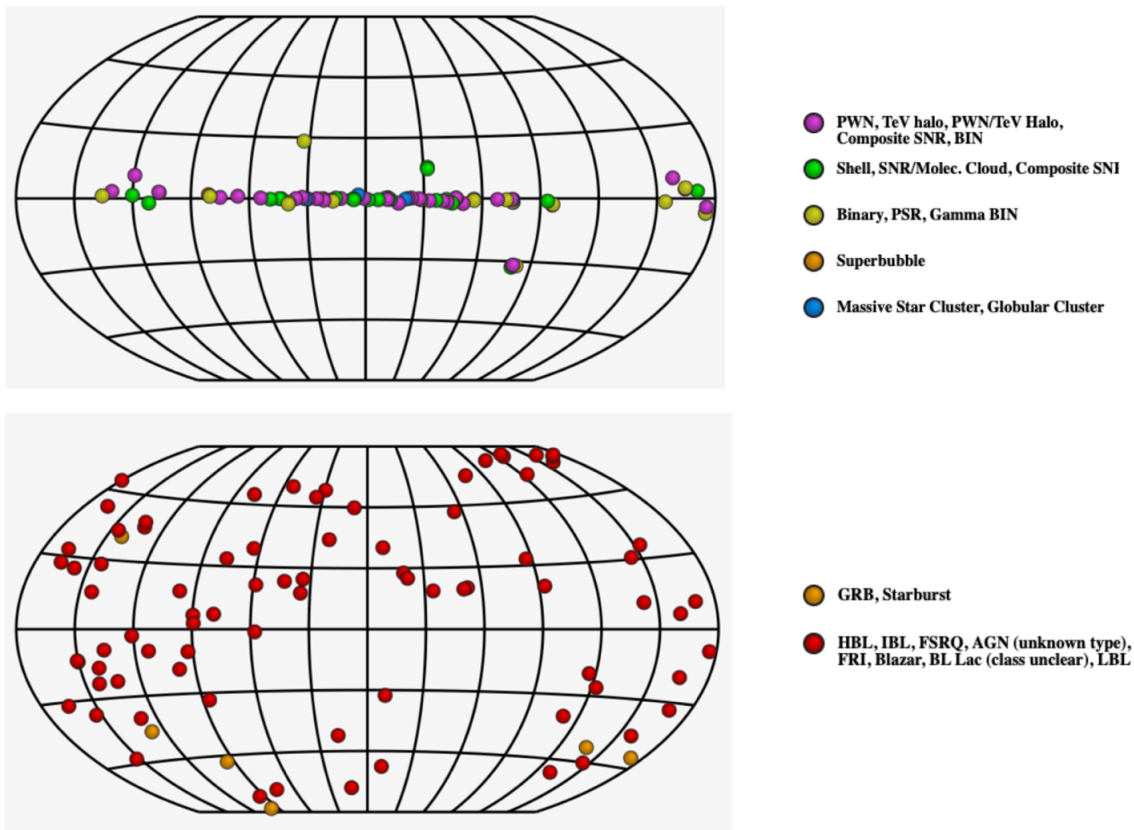 PWN, TeV halo, PWN/TeV Halo,
Composite SNR, BIN
Shell, SNR/Molec. Cloud, Composite SNI
Binary, PSR, Gamma BIN
Superbubble
Massive Star Cluster, Globular Cluster
GRB, Starburst
HBL, IBL, FSRQ, AGN (unknown type),
FRI, Blazar, BL Lac (class unclear), LBL